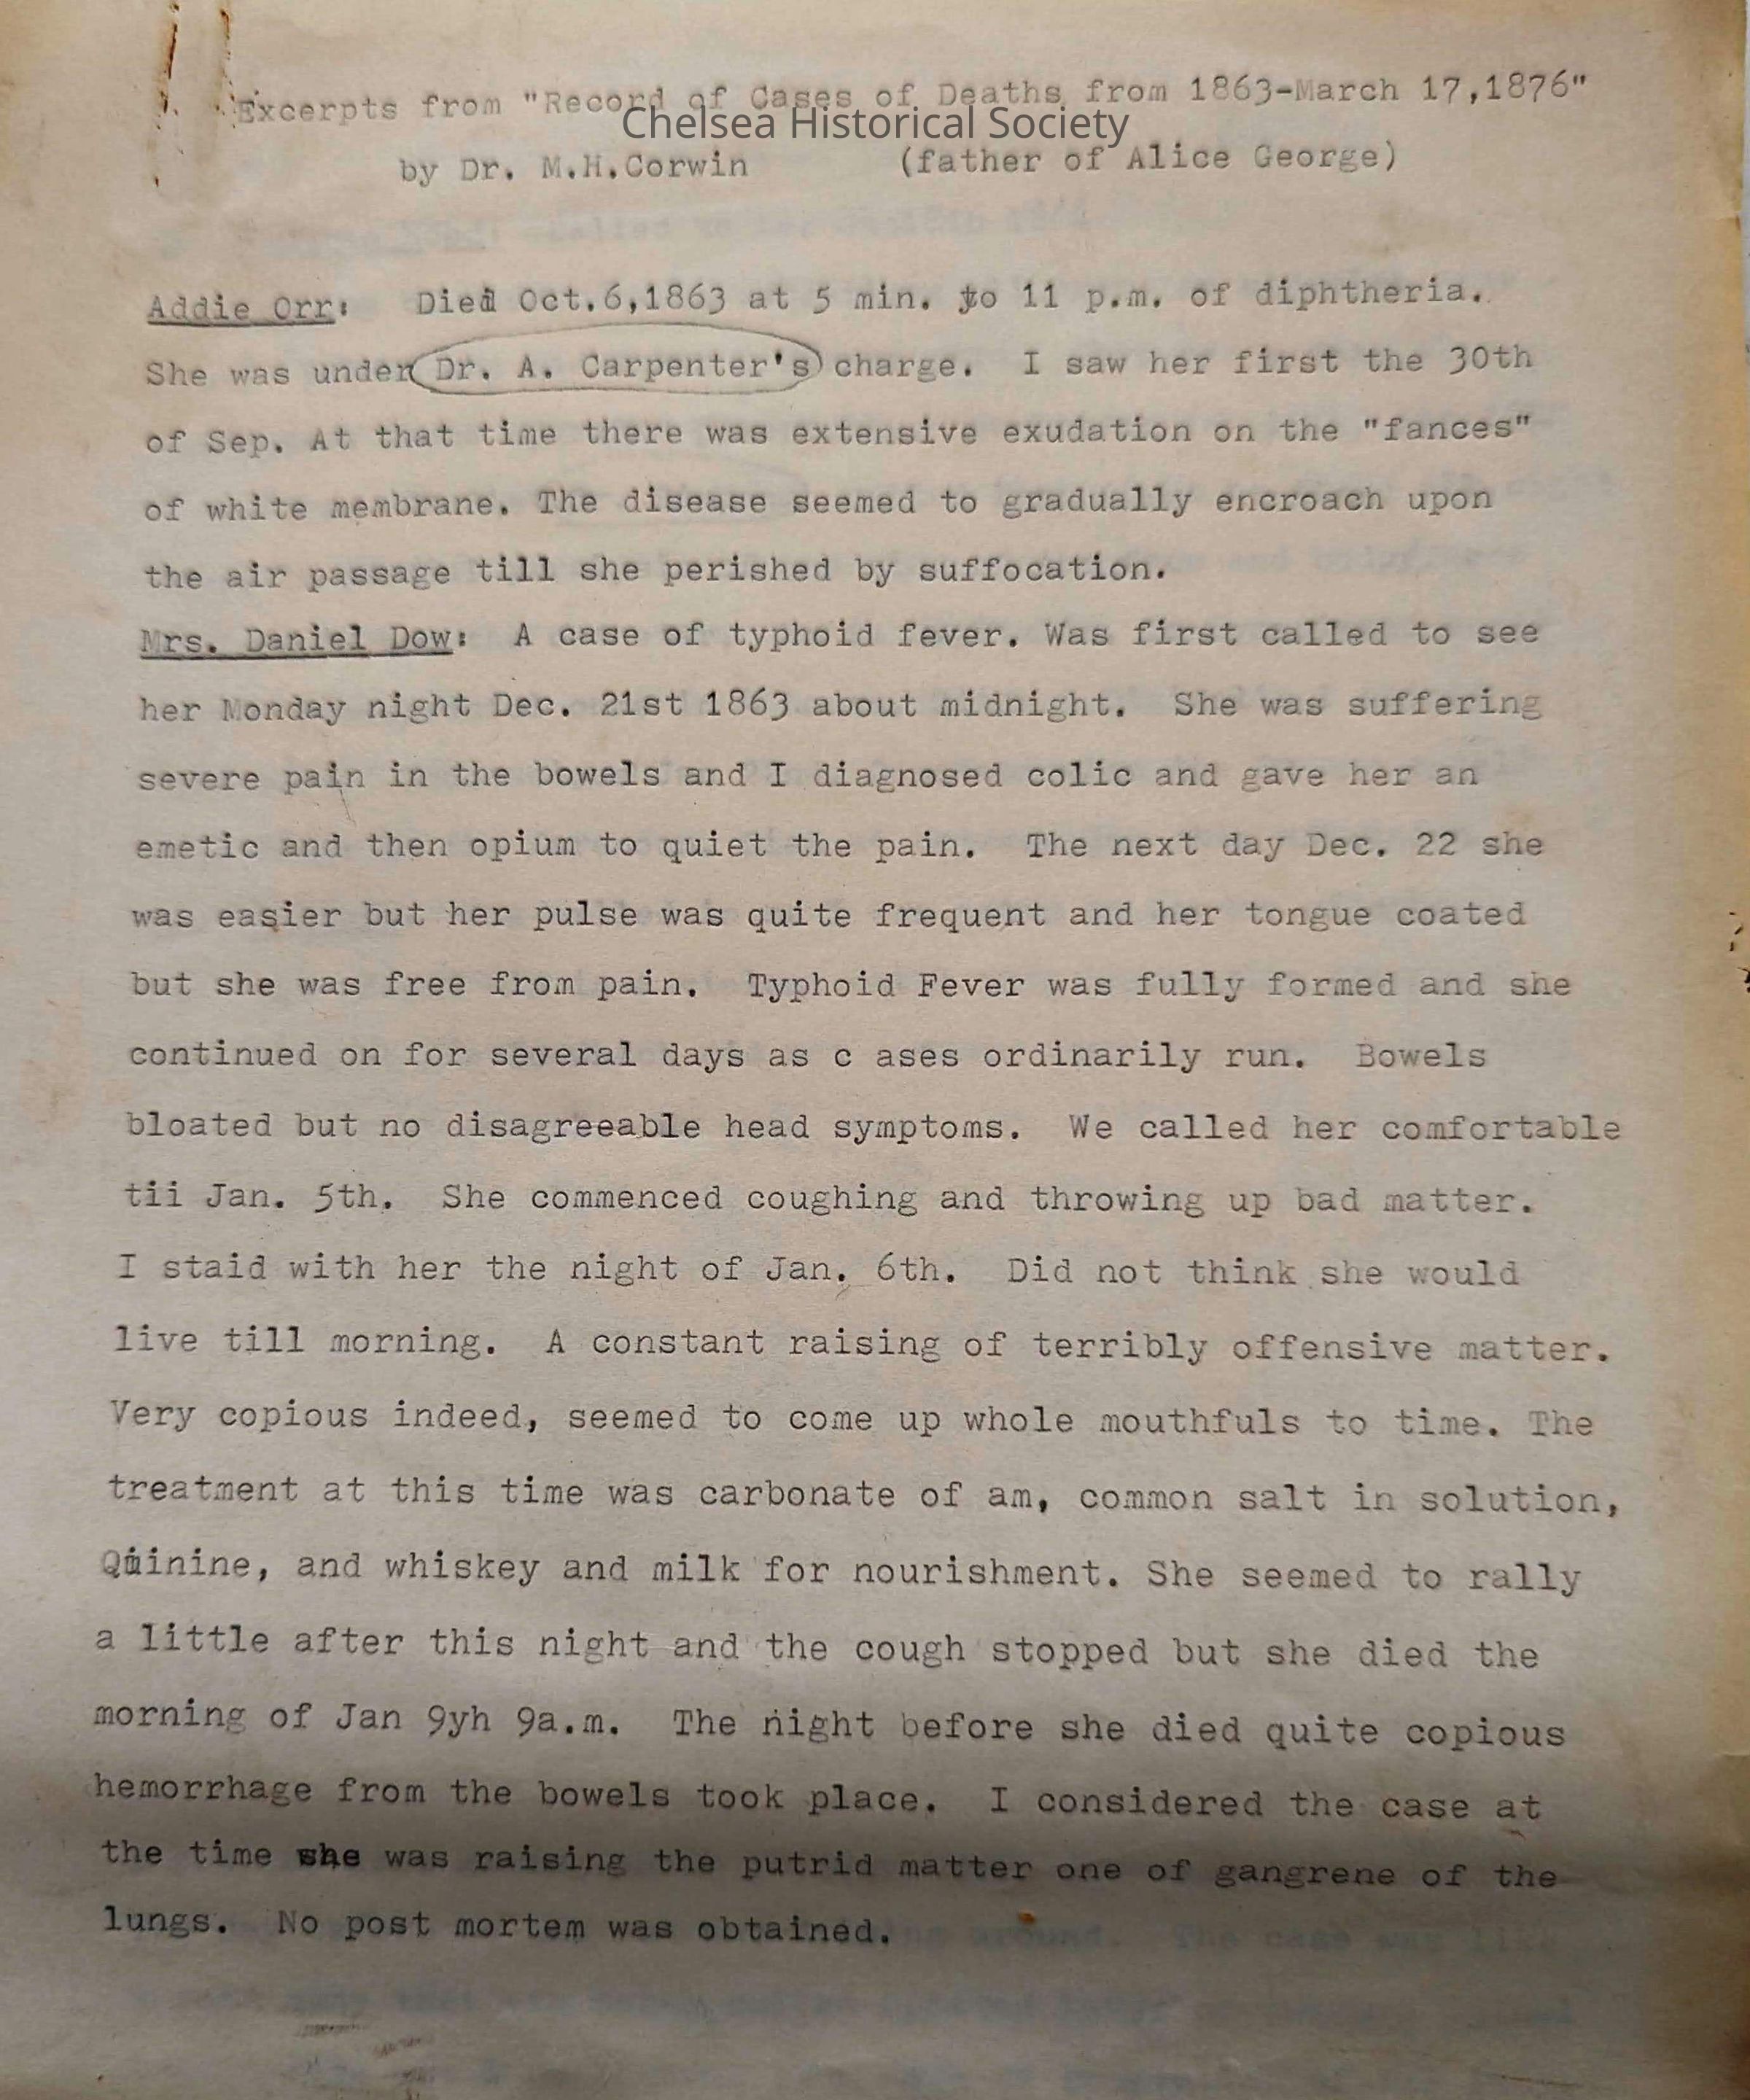 Excerpts from "Record of Cases of Deaths from 1863-March 17,1876"
Chelsea Historical Society
by Dr. M.H.Corwin (father of Alice George)
Addie Orr: Died Oct.6,1863 at 5 min. to 11 p.m. of diphtheria.
She was under Dr. A. Carpenter's charge. I saw her first the 30th
of Sep. At that time there was extensive exudation on the "fances"
of white membrane. The disease seemed to gradually encroach upon
the air passage till she perished by suffocation.
Mrs. Daniel Dow: A case of typhoid fever. Was first called to see
her Monday night Dec. 21st 1863 about midnight. She was suffering
severe pain in the bowels and I diagnosed colic and gave her an
emetic and then opium to quiet the pain. The next day Dec. 22 she
was easier but her pulse was quite frequent and her tongue coated
but she was free from pain. Typhoid Fever was fully formed and she
continued on for several days as c ases ordinarily run. Bowels
bloated but no disagreeable head symptoms. We called her comfortable
tii Jan. 5th. She commenced coughing and throwing up bad matter.
I staid with her the night of Jan. 6th. Did not think she would
live till morning. A constant raising of terribly offensive matter.
Very copious indeed, seemed to come up whole mouthfuls to time. The
treatment at this time was carbonate of am, common salt in solution,
Quinine, and whiskey and milk for nourishment. She seemed to rally
a little after this night and the cough stopped but she died the
morning of Jan 9yh 9a.m. The night before she died quite copious
hemorrhage from the bowels took place. I considered the case at
the time she was raising the putrid matter one of gangrene of the
lungs. No post mortem was obtained.